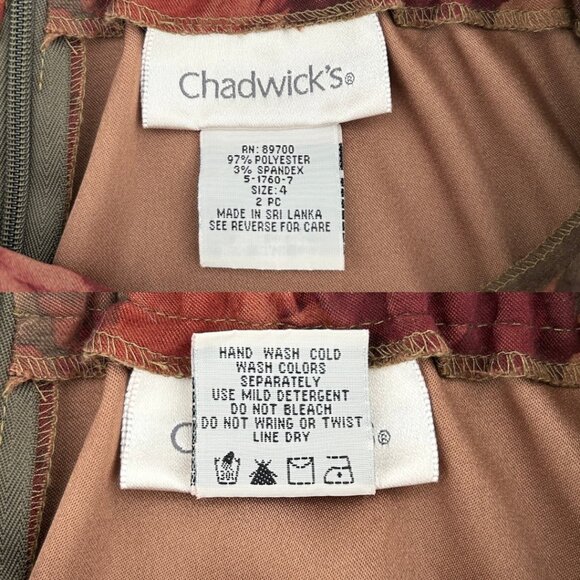 Chadwick's®
RN: 89700
97% POLYESTER
3% SPANDEX
5-1760-7
SIZE: 4
2 PC
MADE IN SRI LANKA
SEE REVERSE FOR CARE
HAND WASH COLD
WASH COLORS
SEPARATELY
USE MILD DETERGENT
DO NOT BLEACH
DO NOT WRING OR TWIST
LINE DRY
C ®
30°